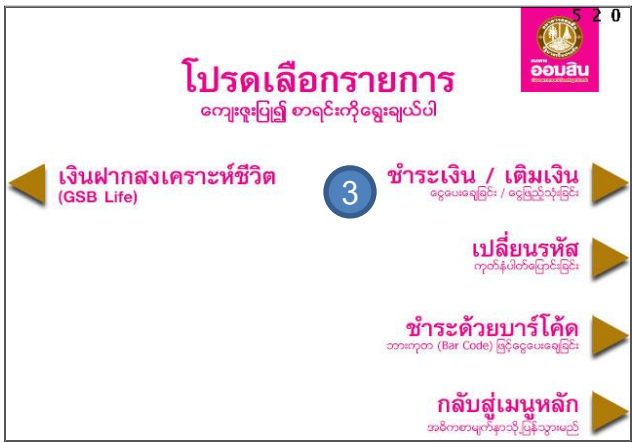 520
ออมสิน
โปรดเลือกรายการ
ကျေးဇူးပြု၍ စာရင်းကိုရွေးချယ်ပါ
เงินฝากสงเคราะห์ชีวิต
(GSB Life)
3
ชำระเงิน / เติมเงิน
ငွေပေးချေခြင်း / ငွေဖြည့်သုံးခြင်း
เปลี่ยนรหัส
ကုတ်နံပါတ်ပြောင်းခြင်း
ชำระด้วยบาร์โค้ด
ဘားကုတ (Bar Code) ဖြင့်ငွေပေးချေခြင်း
กลับสู่เมนูหลัก
အဓိကစာမျက်နှာသို့ပြန်သွားမည်